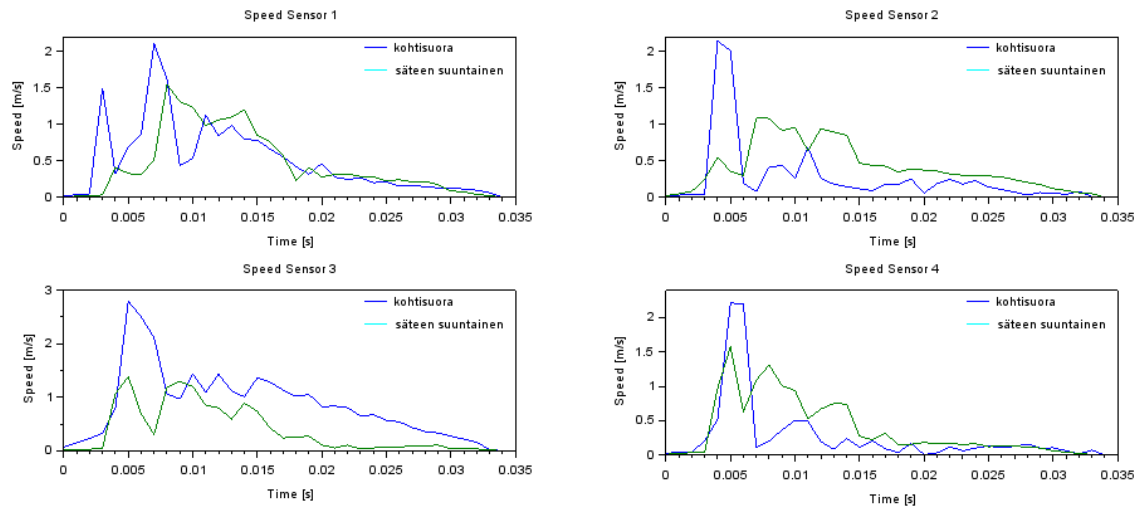 Speed Sensor 1
Speed [m/s]
2
1.5
1
0.5
0
kohtisuora
säteen suuntainen
0 0.005 0.01 0.015 0.02 0.025 0.03 0.035
Time [s]
Speed Sensor 2
Speed [m/s]
2
1.5
1
0.5
0
kohtisuora
säteen suuntainen
0 0.005 0.01 0.015 0.02 0.025 0.03 0.035
Time [s]
Speed Sensor 3
Speed [m/s]
3
2
1
0
kohtisuora
säteen suuntainen
0 0.005 0.01 0.015 0.02 0.025 0.03 0.035
Time [s]
Speed Sensor 4
Speed [m/s]
2
1.5
1
0.5
0
kohtisuora
säteen suuntainen
0 0.005 0.01 0.015 0.02 0.025 0.03 0.035
Time [s]